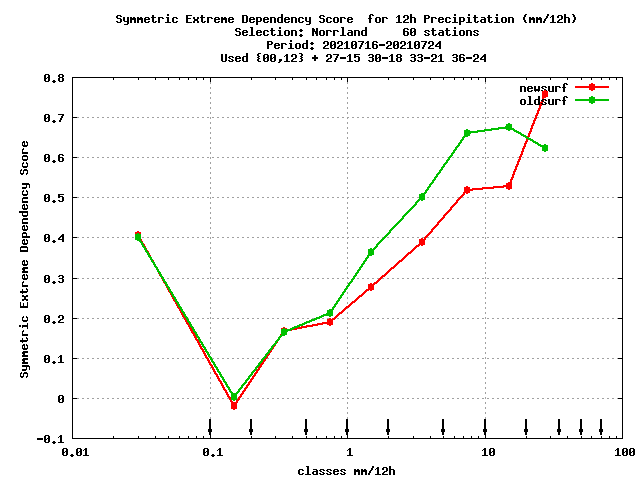 Symmetric Extreme Dependency Score  for 12h Precipitation (mm/12h)
Selection: Norrland     60 stations
Period: 20210716-20210724
Used {00,12} + 27-15 30-18 33-21 36-24
newsurf
oldsurf
Symmetric Extreme Dependency Score
0.8
0.7
0.6
0.5
0.4
0.3
0.2
0.1
0
-0.1
0.01 0.1 1 10 100
classes mm/12h